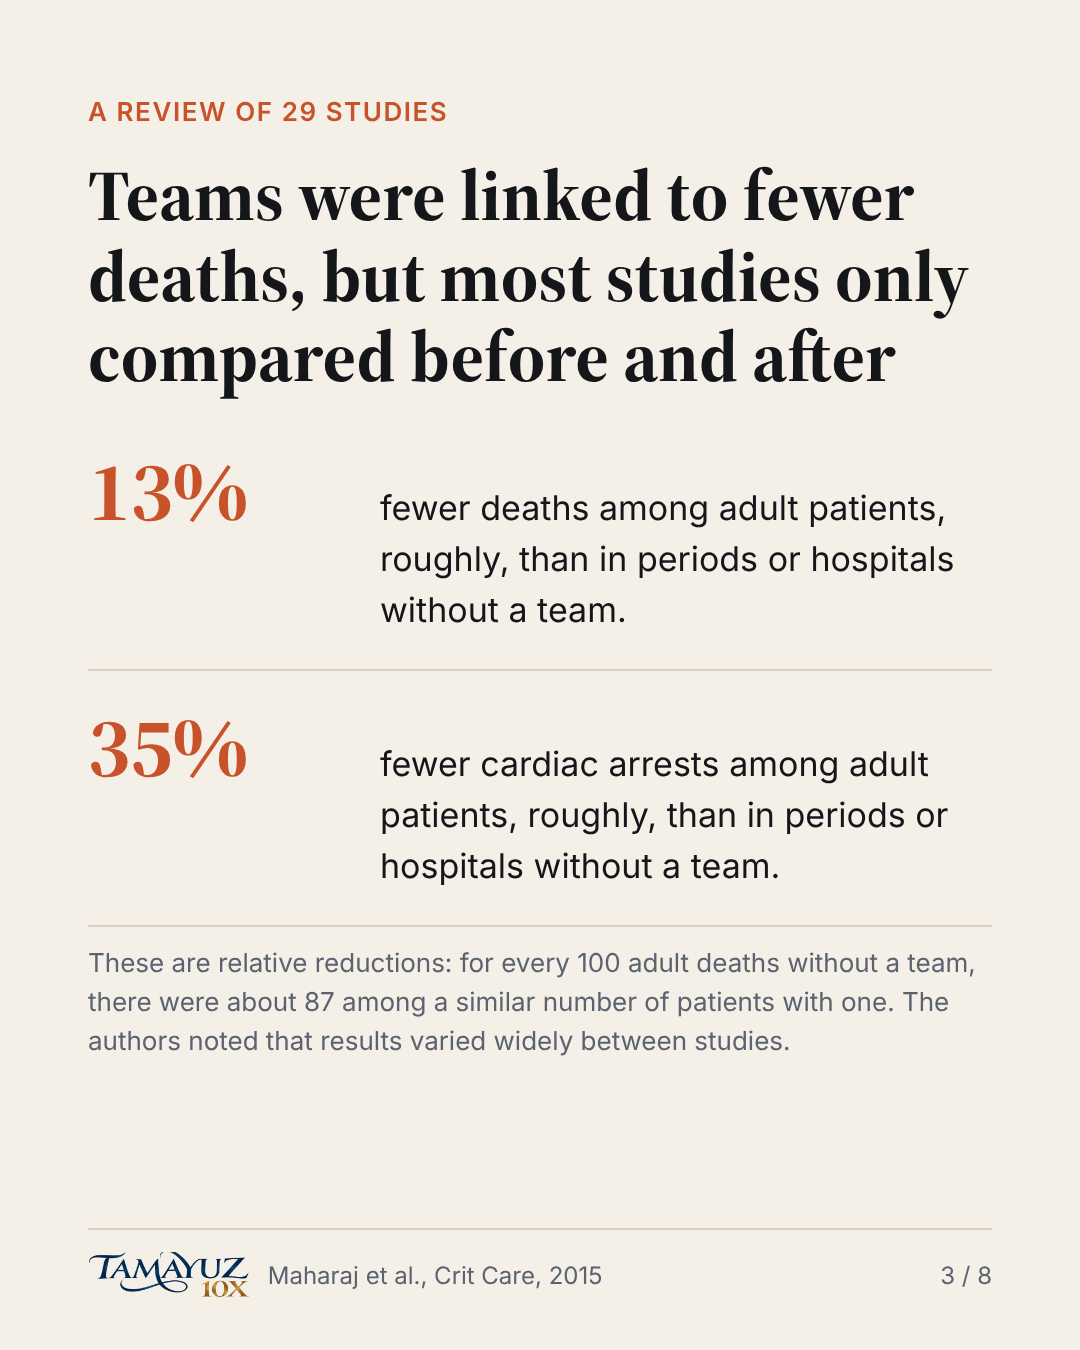 A REVIEW OF 29 STUDIES
Teams were linked to fewer
deaths, but most studies only
compared before and after
13%
fewer deaths among adult patients,
roughly, than in periods or hospitals
without a team.
35%
fewer cardiac arrests among adult
patients, roughly, than in periods or
hospitals without a team.
These are relative reductions: for every 100 adult deaths without a team,
there were about 87 among a similar number of patients with one. The
authors noted that results varied widely between studies.
TAMAYUZ
10X
Maharaj et al., Crit Care, 2015
3 / 8